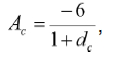 A_c = \frac{-6}{1 + d_c},